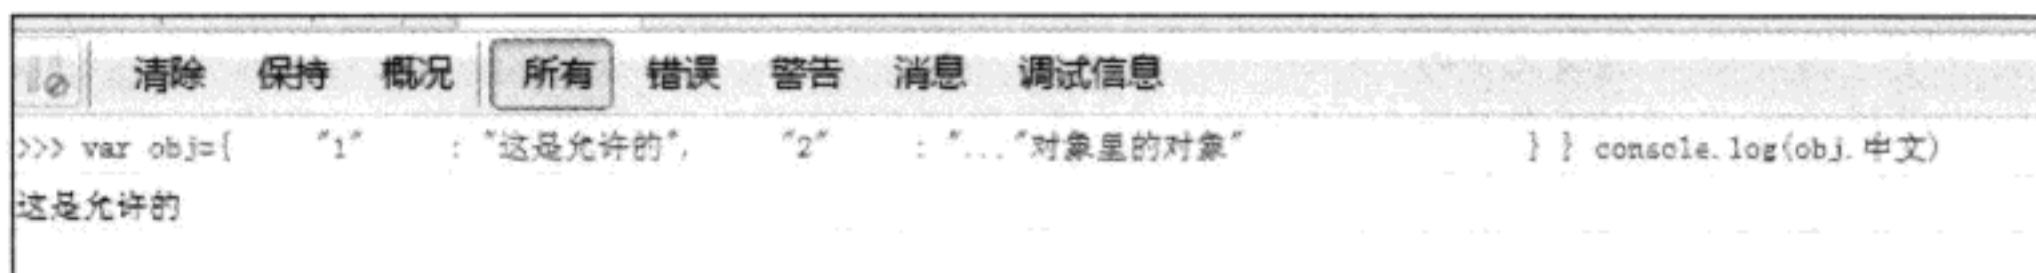 清除 保持 概况 所有 错误 警告 消息 调试信息
>>> var obj={ "1" : "这是允许的", "2" : "..."对象里的对象" } } console.log(obj.中文)
这是允许的